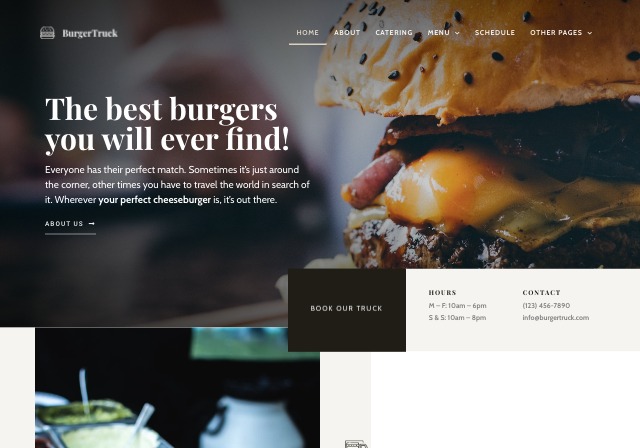 BurgerTruck
HOME ABOUT CATERING MENU SCHEDULE OTHER PAGES
The best burgers
you will ever find!
Everyone has their perfect match. Sometimes it's just around
the corner, other times you have to travel the world in search of
it. Wherever your perfect cheeseburger is, it's out there.
ABOUT US →
BOOK OUR TRUCK
HOURS
M – F: 10am – 6pm
S & S: 10am – 8pm
CONTACT
(123) 456-7890
info@burgertruck.com